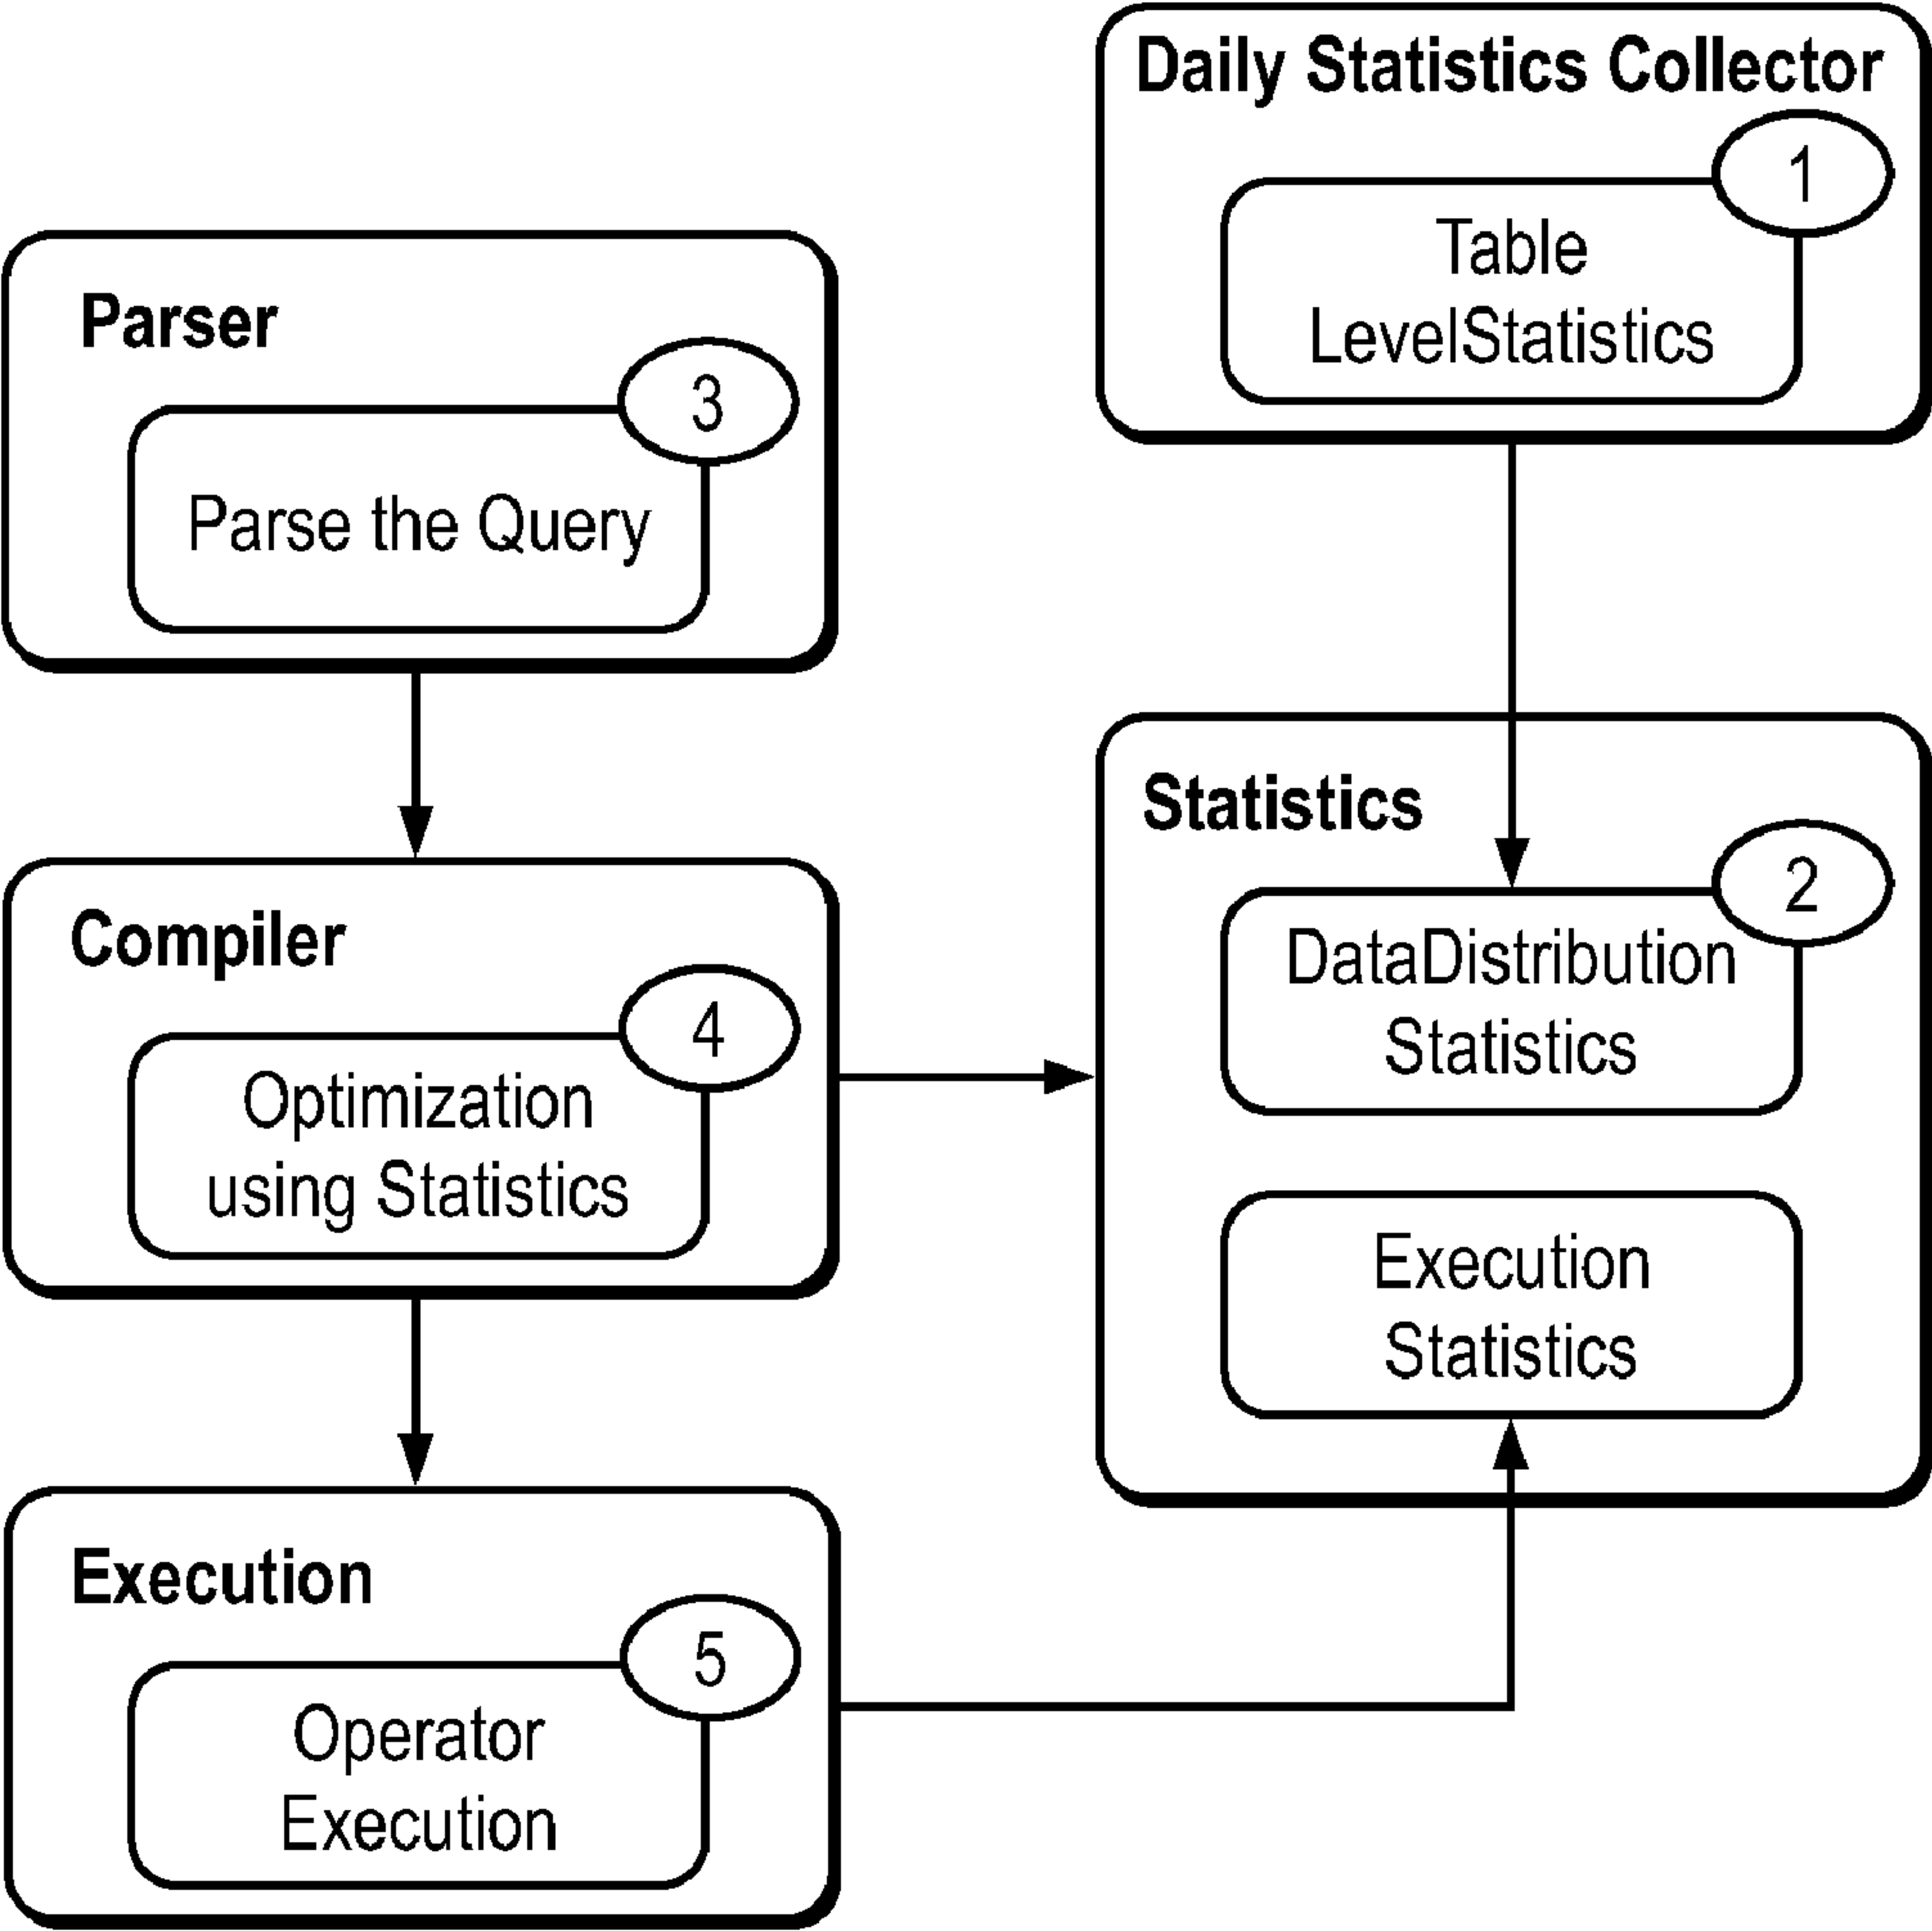 Daily Statistics Collector
1
Table
LevelStatistics
Parser
3
Parse the Query
Statistics
2
DataDistribution
Statistics
Execution
Statistics
Compiler
4
Optimization
using Statistics
Execution
5
Operator
Execution